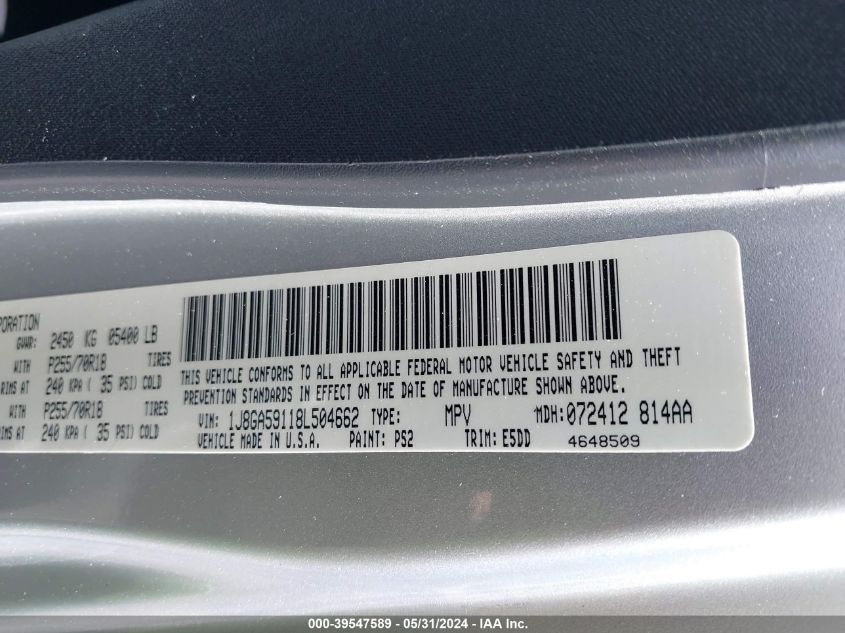 PORATION
GVWR: 2450 KG 05400 LB
WITH P255/70R18 TIRES
RIMS AT 240 KPA ( 35 PSI) COLD
WITH P255/70R18 TIRES
RIMS AT 240 KPA ( 35 PSI) COLD
THIS VEHICLE CONFORMS TO ALL APPLICABLE FEDERAL MOTOR VEHICLE SAFETY AND THEFT
PREVENTION STANDARDS IN EFFECT ON THE DATE OF MANUFACTURE SHOWN ABOVE.
VIN: 1J8GA59118L504662 TYPE: MPV MDH: 072412 814AA
VEHICLE MADE IN U.S.A. PAINT: PS2 TRIM: E5DD 4648509
000-39547589 - 05/31/2024 - IAA Inc.